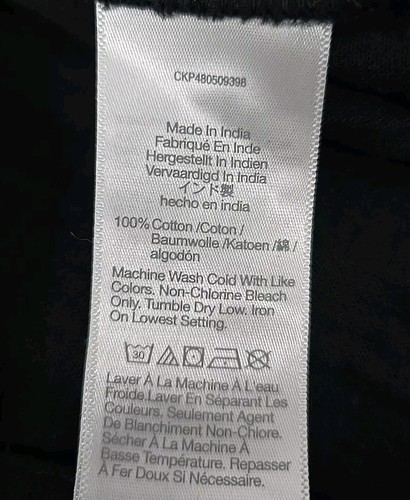 CKP480509398
Made In India
Fabriqué En Inde
Hergestellt In Indien
Vervaardigd In India
インド製
hecho en india
100% Cotton /Coton /
Baumwolle /Katoen /綿 /
algodón
Machine Wash Cold With Like
Colors. Non-Chlorine Bleach
Only. Tumble Dry Low. Iron
On Lowest Setting.
30
Laver À La Machine À L'eau
Froide.Laver En Séparant Les
Couleurs. Seulement Agent
De Blanchiment Non-Chlore.
Sécher À La Machine À
Basse Température. Repasser
À Fer Doux Si Nécessaire.